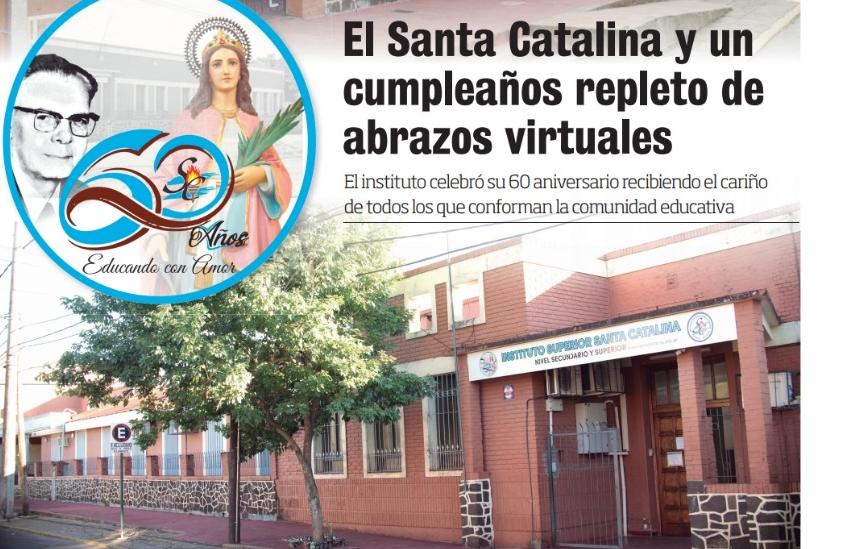 El Santa Catalina y un
cumpleaños repleto de
abrazos virtuales
El instituto celebró su 60 aniversario recibiendo el cariño
de todos los que conforman la comunidad educativa
60
Años
Educando con Amor
INSTITUTO SUPERIOR SANTA CATALINA
NIVEL SECUNDARIO Y SUPERIOR
E